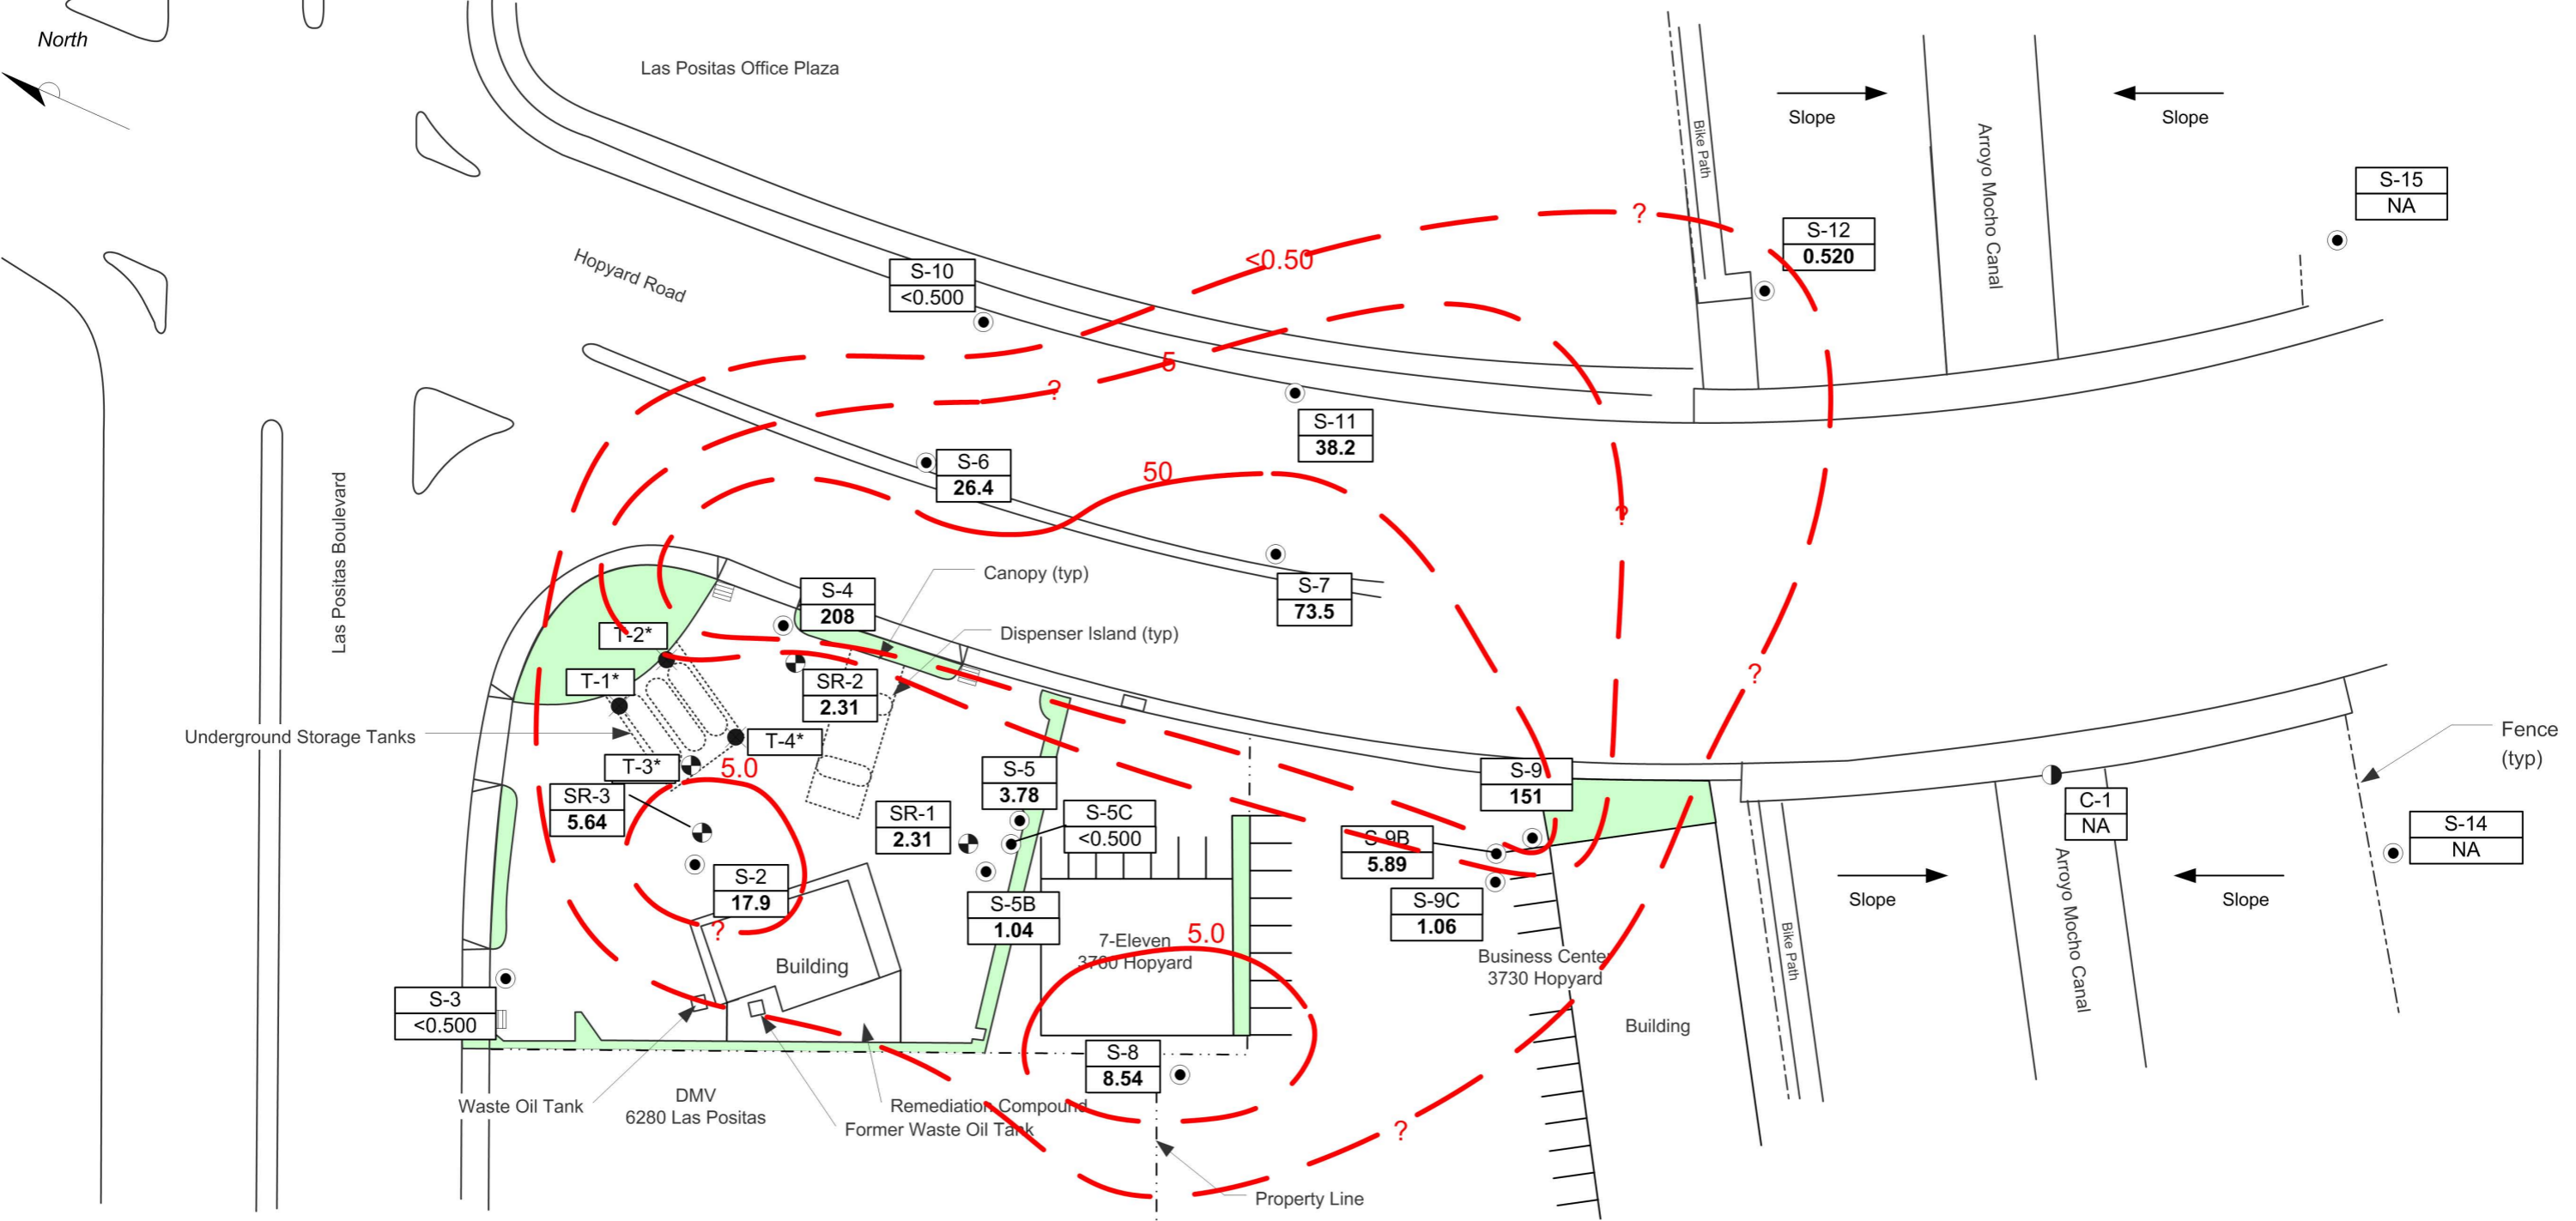 North
Las Positas Office Plaza
Bike Path
Slope
Arroyo Mocho Canal
Slope
S-15
NA
?
S-12
0.520
<0.50
Hopyard Road
S-10
<0.500
5
?
S-11
38.2
S-6
26.4
50
?
Las Positas Boulevard
Canopy (typ)
S-4
208
S-7
73.5
Dispenser Island (typ)
T-2*
T-1*
SR-2
2.31
?
Underground Storage Tanks
T-4*
T-3*
5.0
S-5
3.78
S-9
151
Fence
(typ)
SR-3
5.64
SR-1
2.31
S-5C
<0.500
C-1
NA
S-9B
5.89
S-14
NA
S-2
17.9
S-5B
1.04
S-9C
1.06
Slope
Slope
Arroyo Mocho Canal
?
5.0
7-Eleven
3760 Hopyard
Business Center
3730 Hopyard
Bike Path
Building
S-3
<0.500
Building
S-8
8.54
Waste Oil Tank
DMV
6280 Las Positas
Remediation Compound
Former Waste Oil Tank
?
Property Line